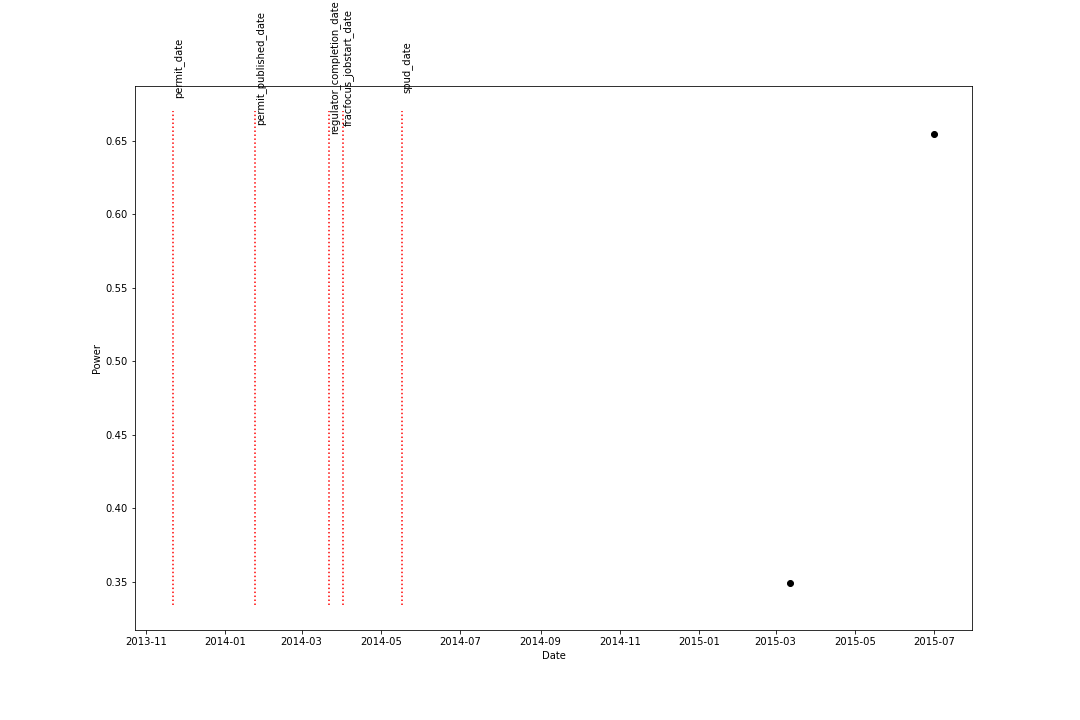 permit_date
permit_published_date
regulator_completion_date
fracfocus_jobstart_date
spud_date
0.65
0.60
0.55
0.50
0.45
0.40
0.35
Power
2013-11
2014-01
2014-03
2014-05
2014-07
2014-09
2014-11
2015-01
2015-03
2015-05
2015-07
Date